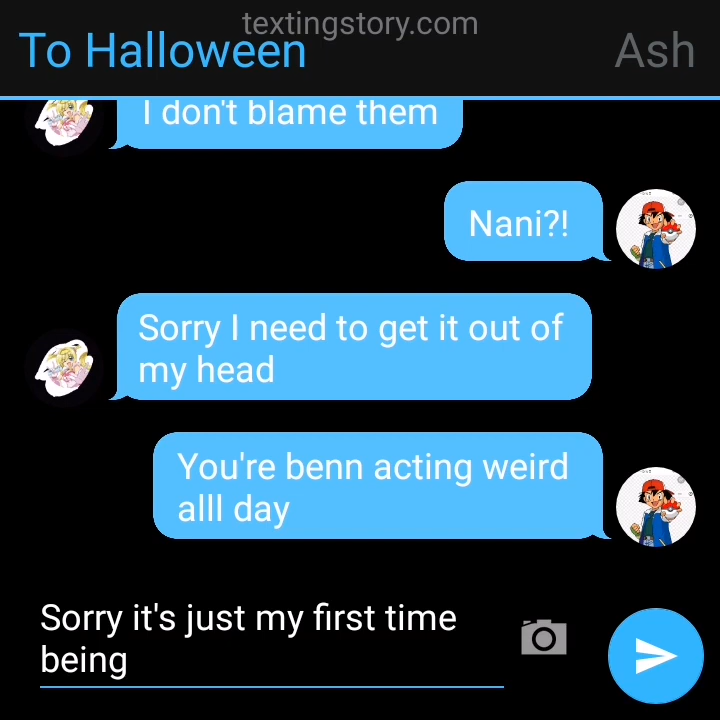 textingstory.com
To Halloween
Ash
I don't blame them
Nani?!
Sorry I need to get it out of
my head
You're benn acting weird
alll day
Sorry it's just my first time
being